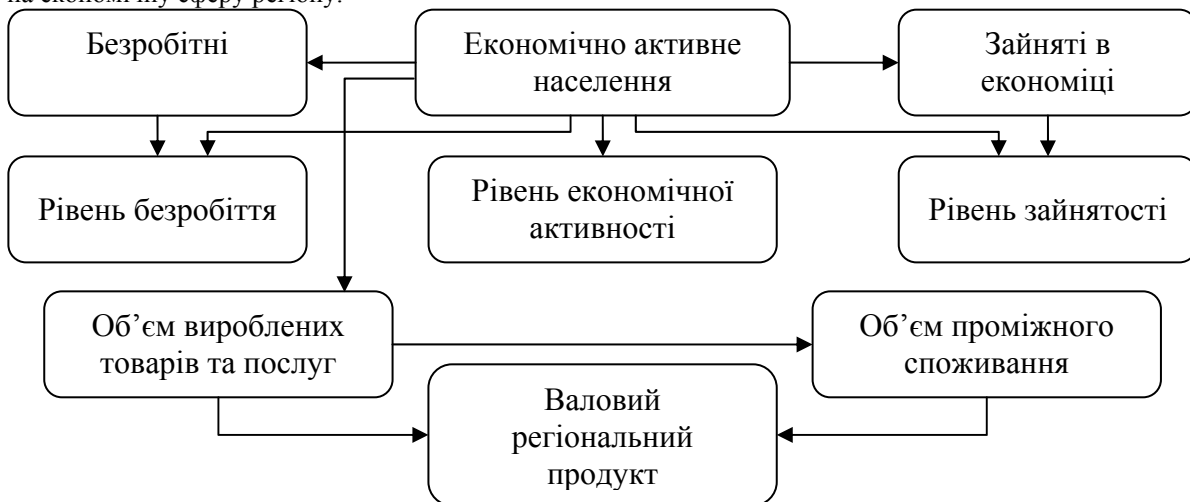 на економічну сферу регіону.
Безробітні
Економічно активне
населення
Зайняті в
економіці
Рівень безробіття
Рівень економічної
активності
Рівень зайнятості
Об’єм вироблених
товарів та послуг
Об’єм проміжного
споживання
Валовий
регіональний
продукт